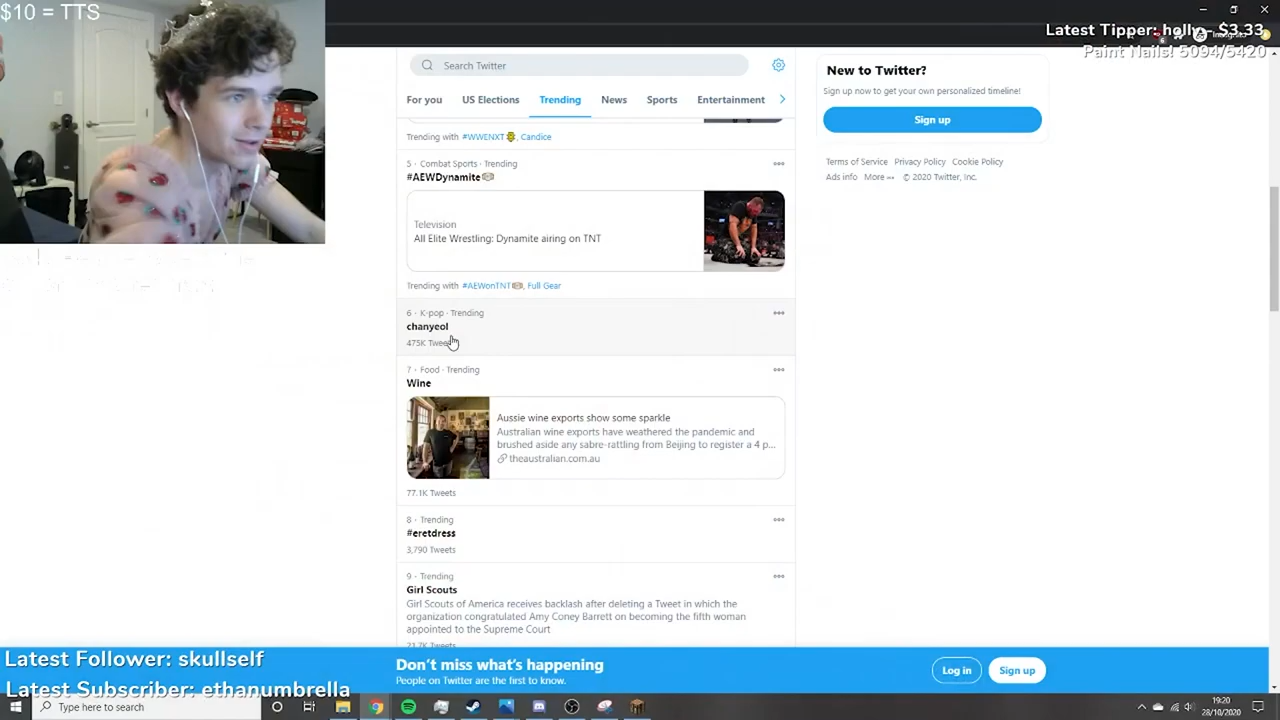 $10 = TTS
Latest Tipper: holly - $3.33
Paint Nails! 5094/5420
Search Twitter
For you US Elections Trending News Sports Entertainment
Trending with #WWENXT, Candice
5 · Combat Sports · Trending
#AEWDynamite
Television
All Elite Wrestling: Dynamite airing on TNT
Trending with #AEWonTNT, Full Gear
6 · K-pop · Trending
chanyeol
475K Tweets
7 · Food · Trending
Wine
Aussie wine exports show some sparkle
Australian wine exports have weathered the pandemic and
brushed aside any sabre-rattling from Beijing to register a 4 p...
theaustralian.com.au
77.1K Tweets
8 · Trending
#eretdress
3,790 Tweets
9 · Trending
Girl Scouts
Girl Scouts of America receives backlash after deleting a Tweet in which the
organization congratulated Amy Coney Barrett on becoming the fifth woman
appointed to the Supreme Court
21.7K Tweets
New to Twitter?
Sign up now to get your own personalized timeline!
Sign up
Terms of Service Privacy Policy Cookie Policy
Ads info More © 2020 Twitter, Inc.
Latest Follower: skullself
Latest Subscriber: ethanumbrella
Don't miss what's happening
People on Twitter are the first to know.
Log in Sign up
Type here to search
19:20
28/10/2020